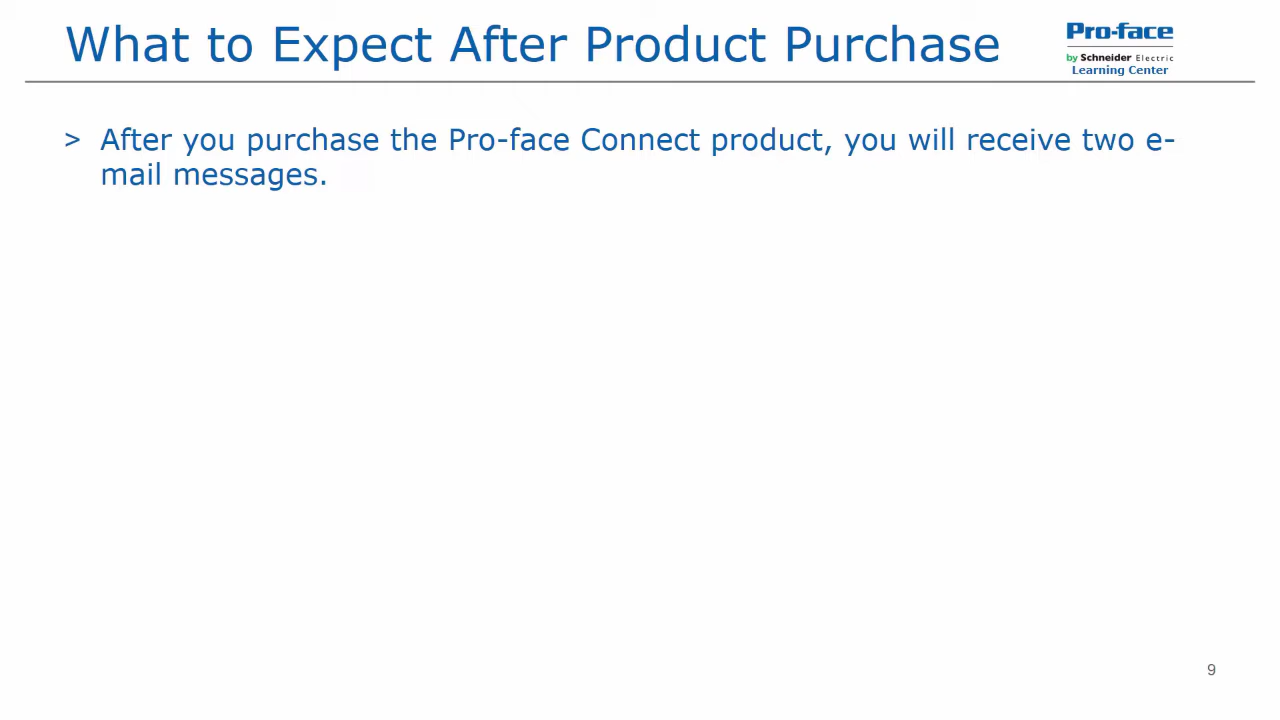 What to Expect After Product Purchase
Pro-face
by Schneider Electric
Learning Center
> After you purchase the Pro-face Connect product, you will receive two e-
mail messages.
9